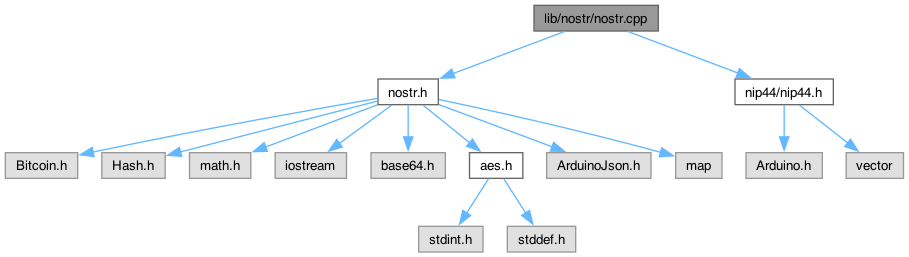 lib/nostr/nostr.cpp
nostr.h
nip44/nip44.h
Bitcoin.h
Hash.h
math.h
iostream
base64.h
aes.h
ArduinoJson.h
map
Arduino.h
vector
stdint.h
stddef.h